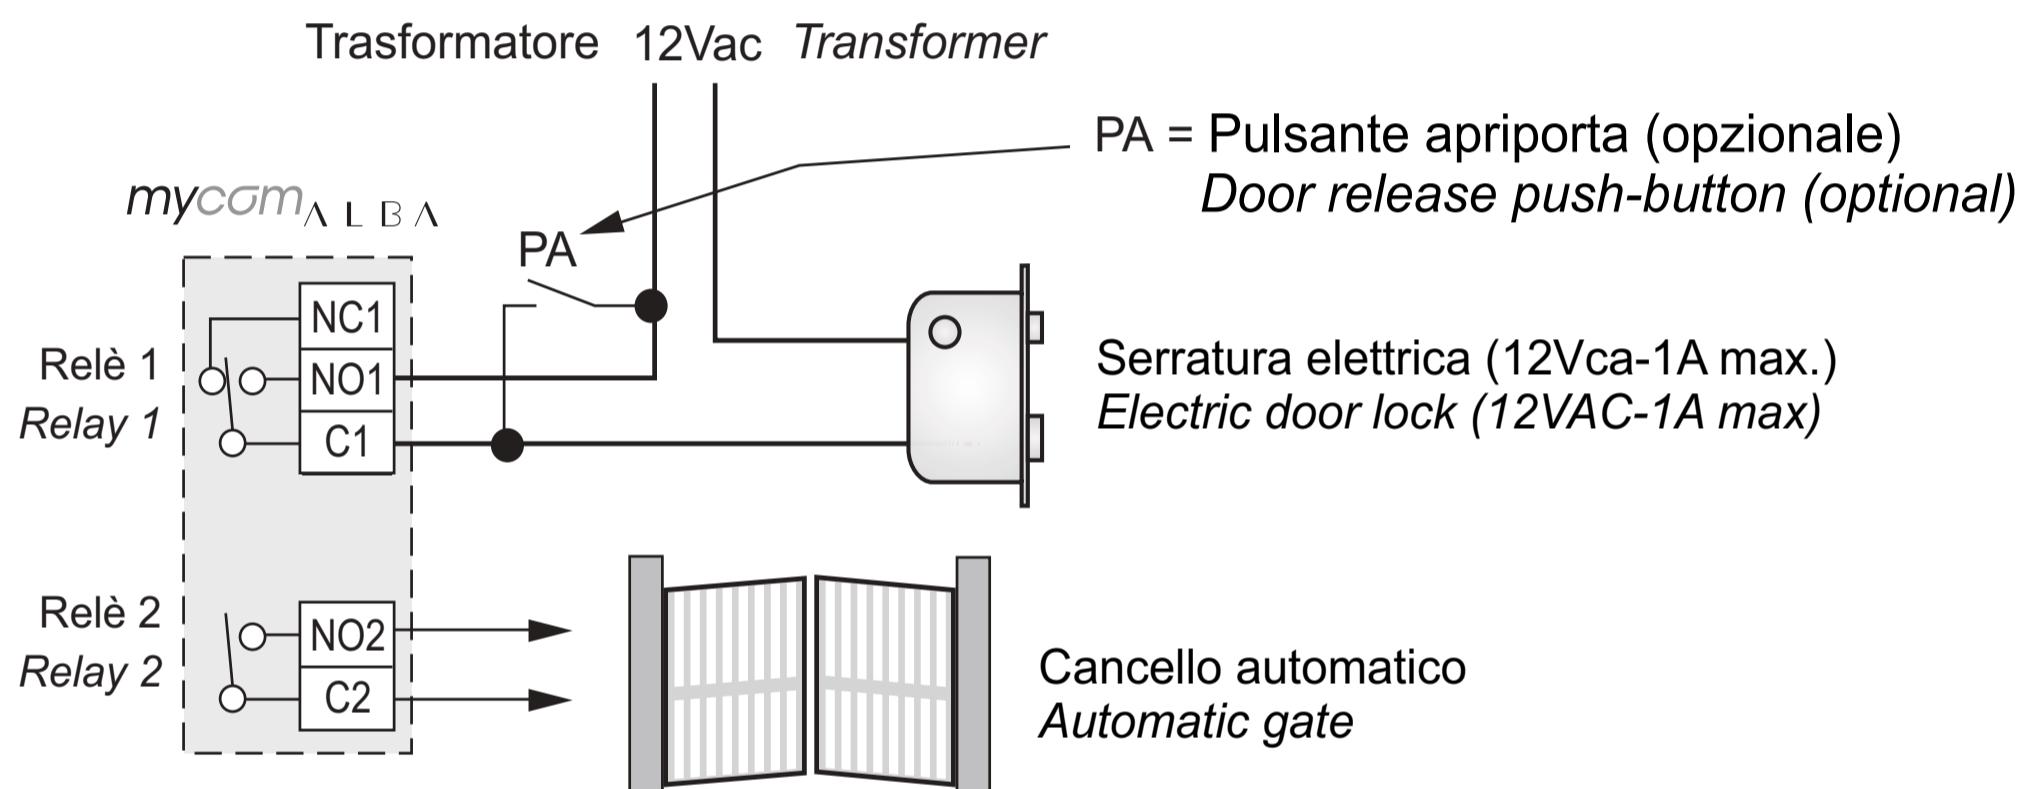 Trasformatore 12Vac Transformer
PA = Pulsante apriporta (opzionale)
Door release push-button (optional)
mycom ALBA
PA
NC1
Relè 1
NO1
Relay 1
C1
Serratura elettrica (12Vca-1A max.)
Electric door lock (12VAC-1A max)
Relè 2
NO2
Relay 2
C2
Cancello automatico
Automatic gate